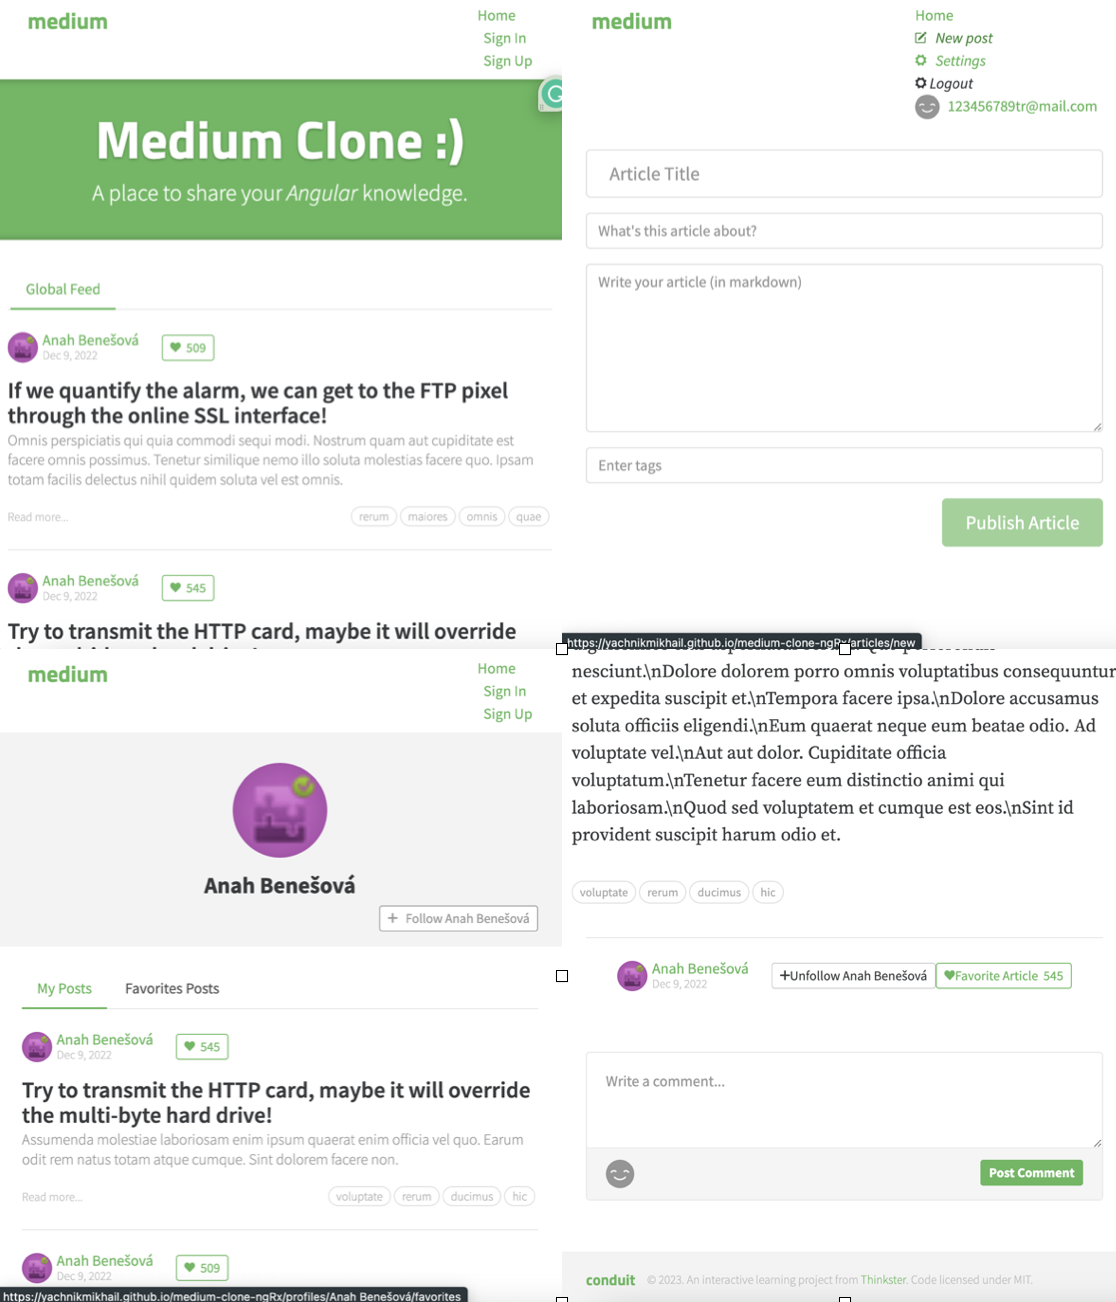 medium
Home
Sign In
Sign Up
Medium Clone :)
A place to share your Angular knowledge.
Global Feed
Anah Benešová
Dec 9, 2022
509
If we quantify the alarm, we can get to the FTP pixel
through the online SSL interface!
Omnis perspiciatis qui quia commodi sequi modi. Nostrum quam aut cupiditate est
facere omnis possimus. Tenetur similique nemo illo soluta molestias facere quo. Ipsam
totam facilis delectus nihil quidem soluta vel est omnis.
Read more...
rerum maiores omnis quae
Anah Benešová
Dec 9, 2022
545
Try to transmit the HTTP card, maybe it will override
medium
Home
New post
Settings
Logout
123456789tr@mail.com
Article Title
What's this article about?
Write your article (in markdown)
Enter tags
Publish Article
https://yachnikmikhail.github.io/medium-clone-ngRx/articles/new
medium
Home
Sign In
Sign Up
Anah Benešová
+ Follow Anah Benešová
My Posts Favorites Posts
Anah Benešová
Dec 9, 2022
545
Try to transmit the HTTP card, maybe it will override
the multi-byte hard drive!
Assumenda molestiae laboriosam enim ipsum quaerat enim officia vel quo. Earum
odit rem natus totam atque cumque. Sint dolorem facere non.
Read more...
voluptate rerum ducimus hic
Anah Benešová
Dec 9, 2022
509
https://yachnikmikhail.github.io/medium-clone-ngRx/profiles/Anah Benešová/favorites
nesciunt.\nDolore dolorem porro omnis voluptatibus consequuntur
et expedita suscipit et.\nTempora facere ipsa.\nDolore accusamus
soluta officiis eligendi.\nEum quaerat neque eum beatae odio. Ad
voluptate vel.\nAut aut dolor. Cupiditate officia
voluptatum.\nTenetur facere eum distinctio animi qui
laboriosam.\nQuod sed voluptatem et cumque est eos.\nSint id
provident suscipit harum odio et.
voluptate rerum ducimus hic
Anah Benešová
Dec 9, 2022
+Unfollow Anah Benešová
Favorite Article 545
Write a comment...
Post Comment
conduit © 2023. An interactive learning project from Thinkster. Code licensed under MIT.